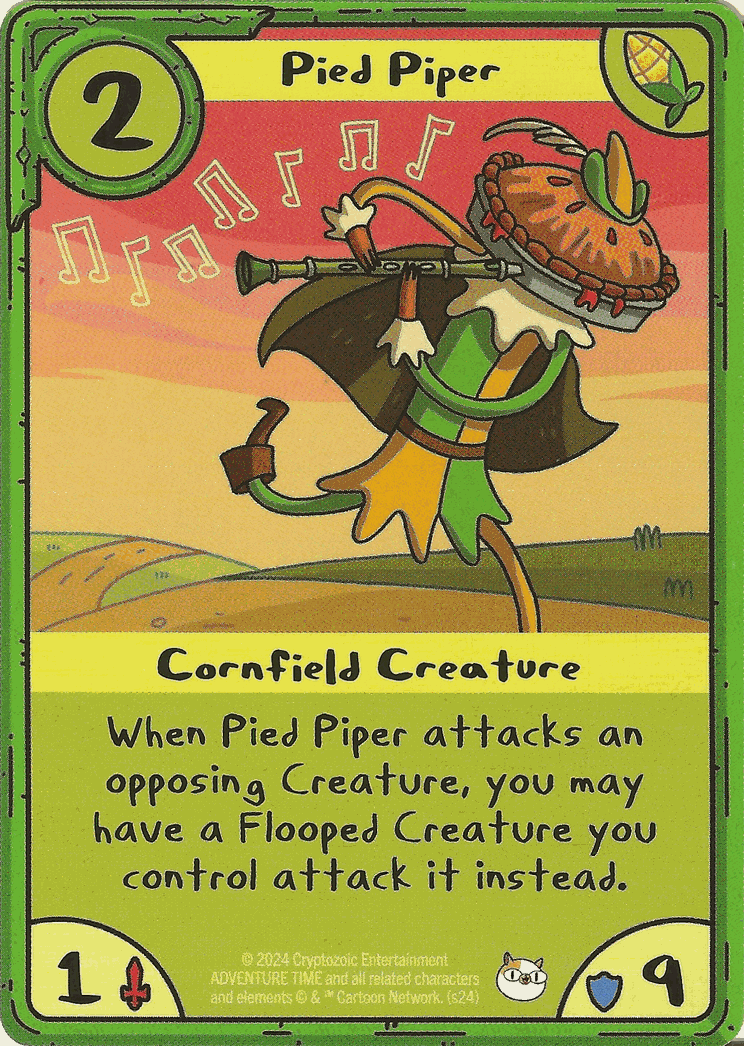 2
Pied Piper
Cornfield Creature
When Pied Piper attacks an
opposing Creature, you may
have a Flooped Creature you
control attack it instead.
1
© 2024 Cryptozoic Entertainment
ADVENTURE TIME and all related characters
and elements © & ™ Cartoon Network. (s24)
9